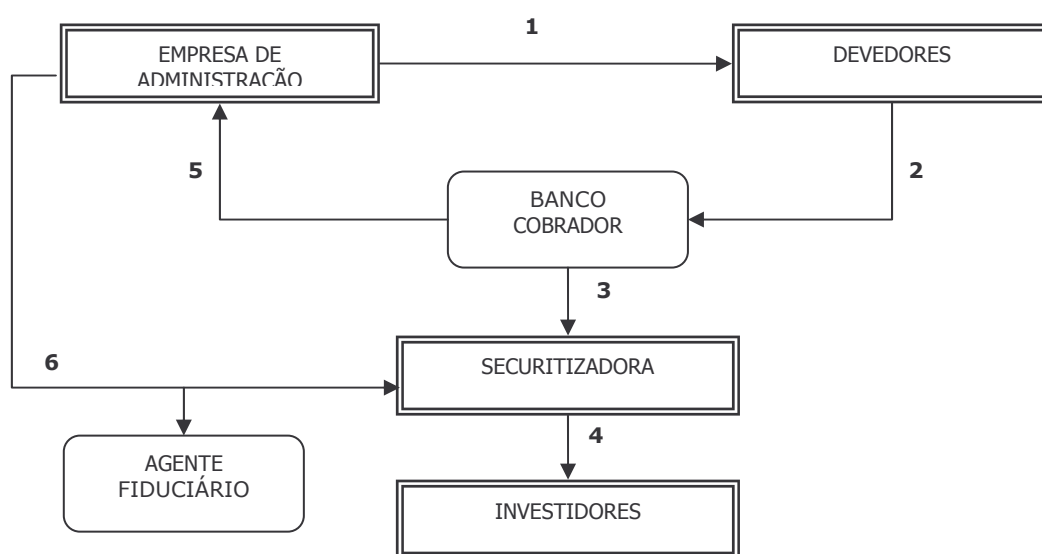 1
EMPRESA DE
ADMINISTRAÇÃO
DEVEDORES
5
2
BANCO
COBRADOR
3
6
SECURITIZADORA
4
AGENTE
FIDUCIÁRIO
INVESTIDORES